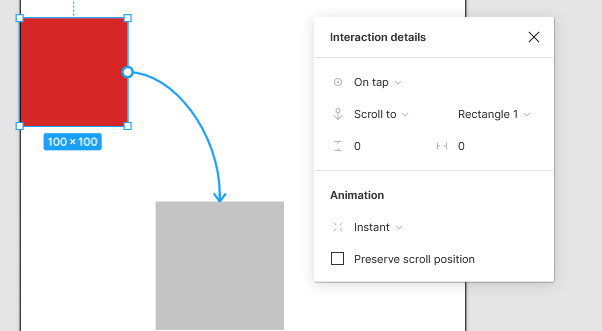 Interaction details
On tap
Scroll to Rectangle 1
0 0
100 × 100
Animation
Instant
Preserve scroll position